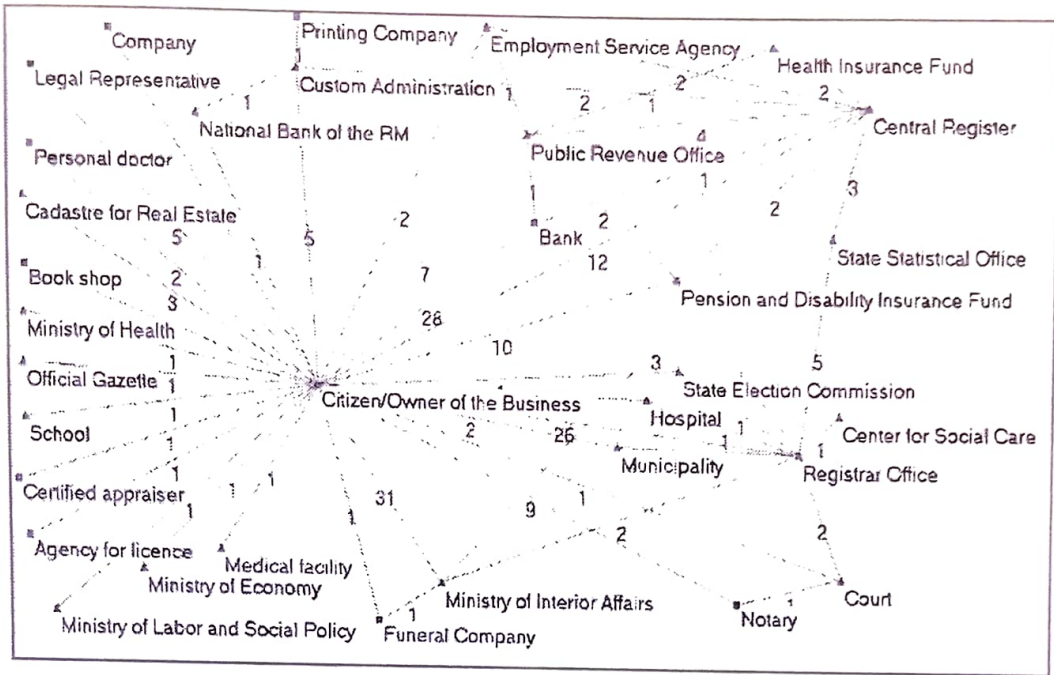 Company
Printing Company
Employment Service Agency
Health Insurance Fund
Legal Representative
1
Custom Administration
1
2
1
2
2
1
National Bank of the RM
Central Register
Personal doctor
Public Revenue Office
4
1
3
Cadastre for Real Estate
1
2
5
5
2
2
Bank
1
12
State Statistical Office
Book shop
2
7
Pension and Disability Insurance Fund
3
28
Ministry of Health
10
1
3
5
Official Gazette
1
State Election Commission
Citizen/Owner of the Business
1
Hospital
1
School
2
26
1
Center for Social Care
1
1
Municipality
Registrar Office
1
Certified appraiser
1
1
31
1
1
1
9
2
2
Agency for licence
Medical facility
Ministry of Economy
Ministry of Interior Affairs
Court
1
Notary
1
Ministry of Labor and Social Policy
Funeral Company